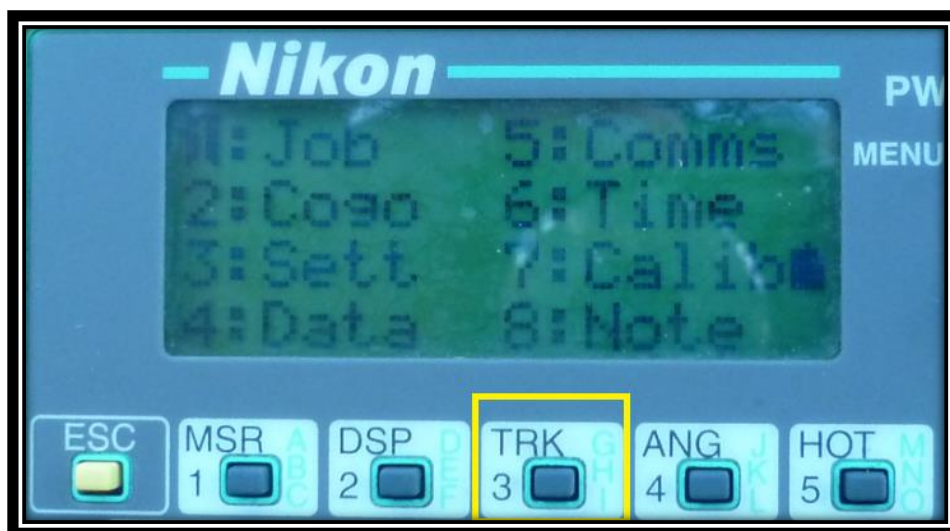 Nikon
PW
MENU
1:Job 5:Comms
2:Cogo 6:Time
3:Sett 7:Calib
4:Data 8:Note
ESC MSR ABC 1 DSP DEF 2 TRK GHI 3 ANG JKL 4 HOT MNO 5